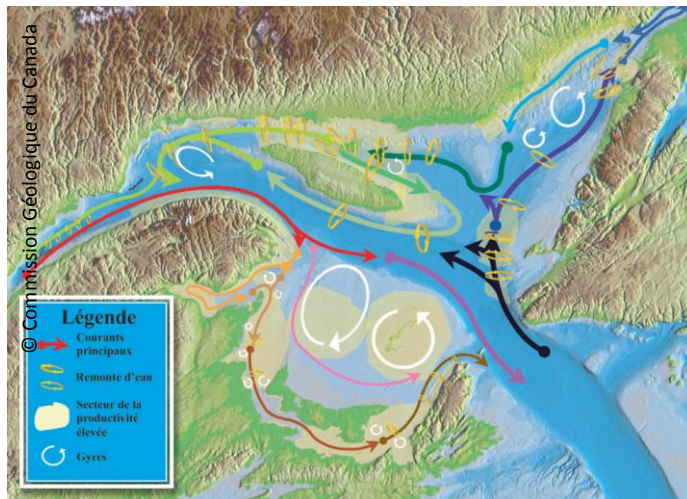 © Commission Géologique du Canada
Légende
Courants
principaux
Remonte d'eau
Secteur de la
productivité
élevée
Gyres